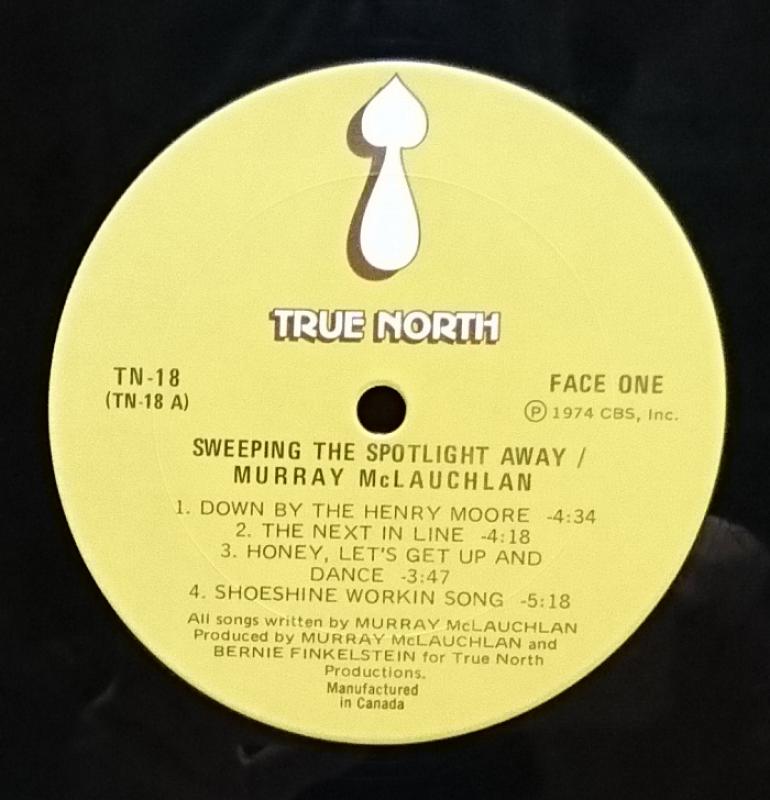 TRUE NORTH
TN-18
(TN-18 A)
FACE ONE
Ⓟ 1974 CBS, Inc.
SWEEPING THE SPOTLIGHT AWAY /
MURRAY McLAUCHLAN
1. DOWN BY THE HENRY MOORE -4:34
2. THE NEXT IN LINE -4:18
3. HONEY, LET'S GET UP AND
DANCE -3:47
4. SHOESHINE WORKIN SONG -5:18
All songs written by MURRAY McLAUCHLAN
Produced by MURRAY McLAUCHLAN and
BERNIE FINKELSTEIN for True North
Productions.
Manufactured
in Canada